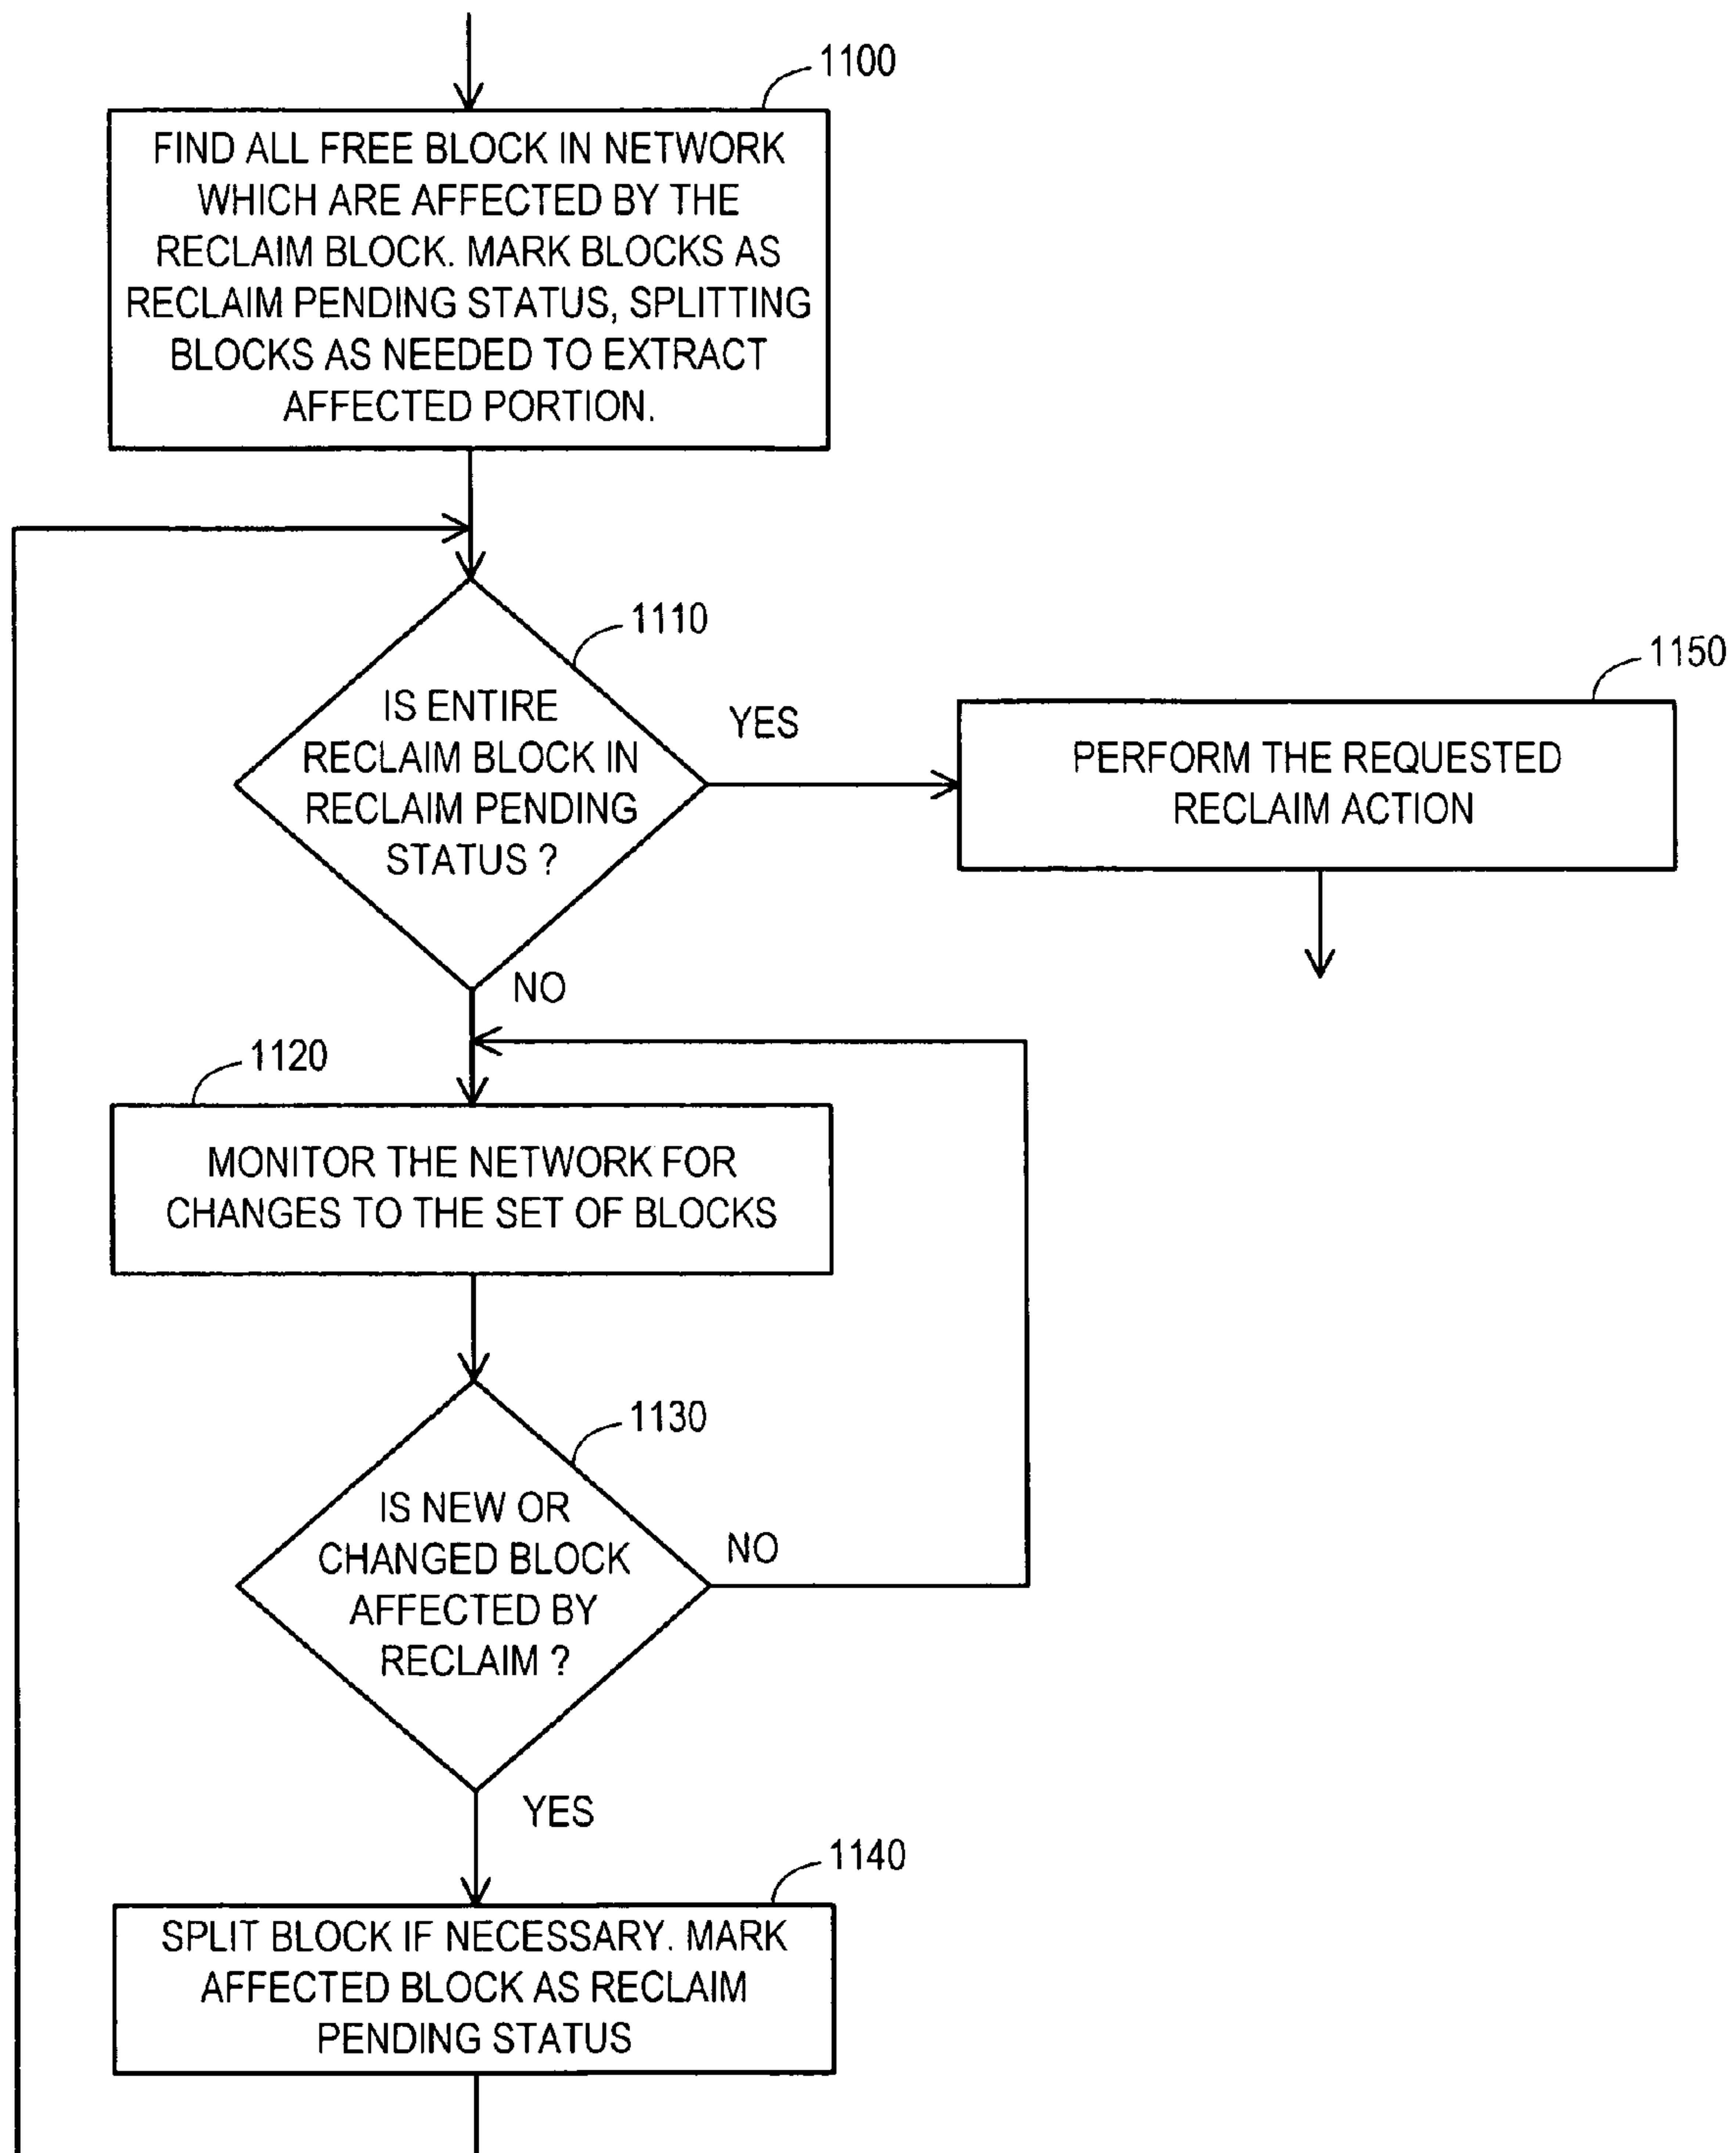 1100
FIND ALL FREE BLOCK IN NETWORK
WHICH ARE AFFECTED BY THE
RECLAIM BLOCK. MARK BLOCKS AS
RECLAIM PENDING STATUS, SPLITTING
BLOCKS AS NEEDED TO EXTRACT
AFFECTED PORTION.
1110
IS ENTIRE
RECLAIM BLOCK IN
RECLAIM PENDING
STATUS ?
YES
1150
PERFORM THE REQUESTED
RECLAIM ACTION
NO
1120
MONITOR THE NETWORK FOR
CHANGES TO THE SET OF BLOCKS
1130
IS NEW OR
CHANGED BLOCK
AFFECTED BY
RECLAIM ?
NO
YES
1140
SPLIT BLOCK IF NECESSARY. MARK
AFFECTED BLOCK AS RECLAIM
PENDING STATUS